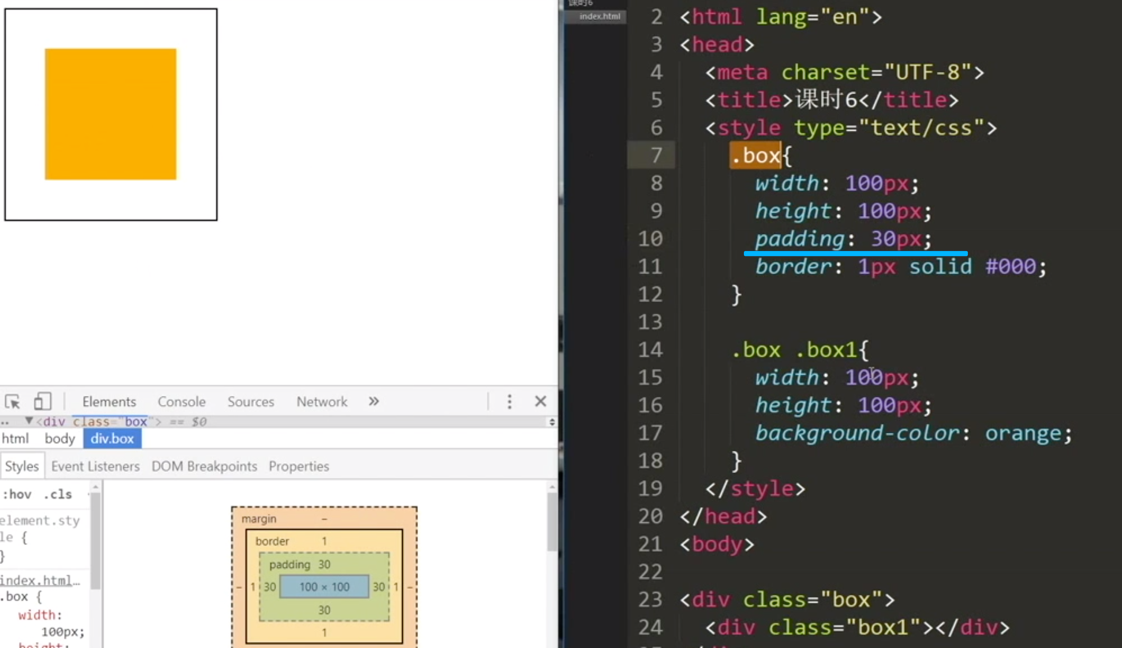 课时6
index.html
2 <html lang="en">
3 <head>
4 <meta charset="UTF-8">
5 <title>课时6</title>
6 <style type="text/css">
7 .box{
8 width: 100px;
9 height: 100px;
10 padding: 30px;
11 border: 1px solid #000;
12 }
13
14 .box .box1{
15 width: 100px;
16 height: 100px;
17 background-color: orange;
18 }
19 </style>
20 </head>
21 <body>
22
23 <div class="box">
24 <div class="box1"></div>
Elements Console Sources Network »
<div class="box"> == $0
html body div.box
Styles Event Listeners DOM Breakpoints Properties
:hov .cls
element.sty
le {
}
index.html…
.box {
width:
100px;
height:
margin –
border 1
padding 30
– 1 30 100 × 100 30 1 –
30
1